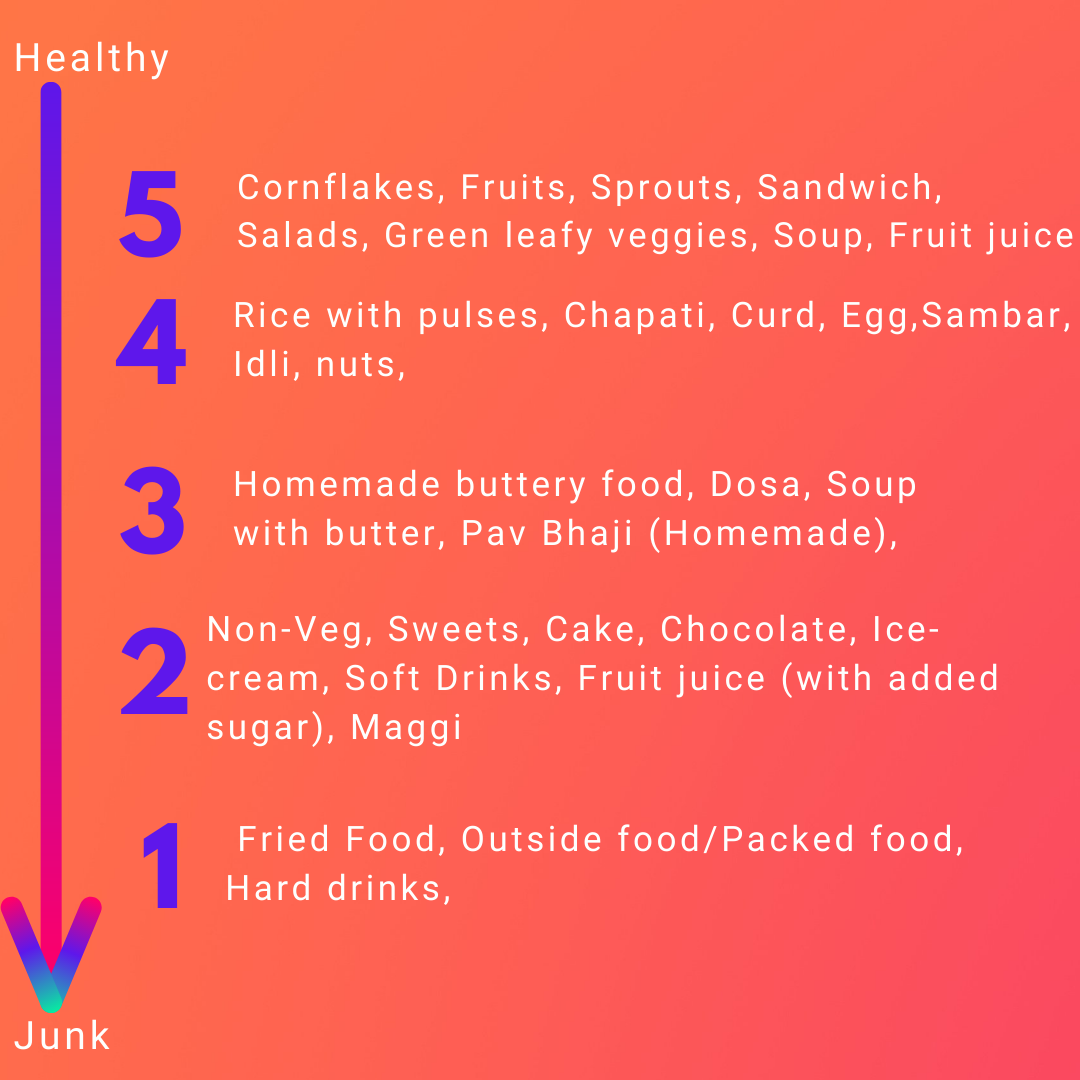 Healthy
5
Cornflakes, Fruits, Sprouts, Sandwich,
Salads, Green leafy veggies, Soup, Fruit juice
4
Rice with pulses, Chapati, Curd, Egg,Sambar,
Idli, nuts,
3
Homemade buttery food, Dosa, Soup
with butter, Pav Bhaji (Homemade),
2
Non-Veg, Sweets, Cake, Chocolate, Ice-
cream, Soft Drinks, Fruit juice (with added
sugar), Maggi
1
Fried Food, Outside food/Packed food,
Hard drinks,
Junk